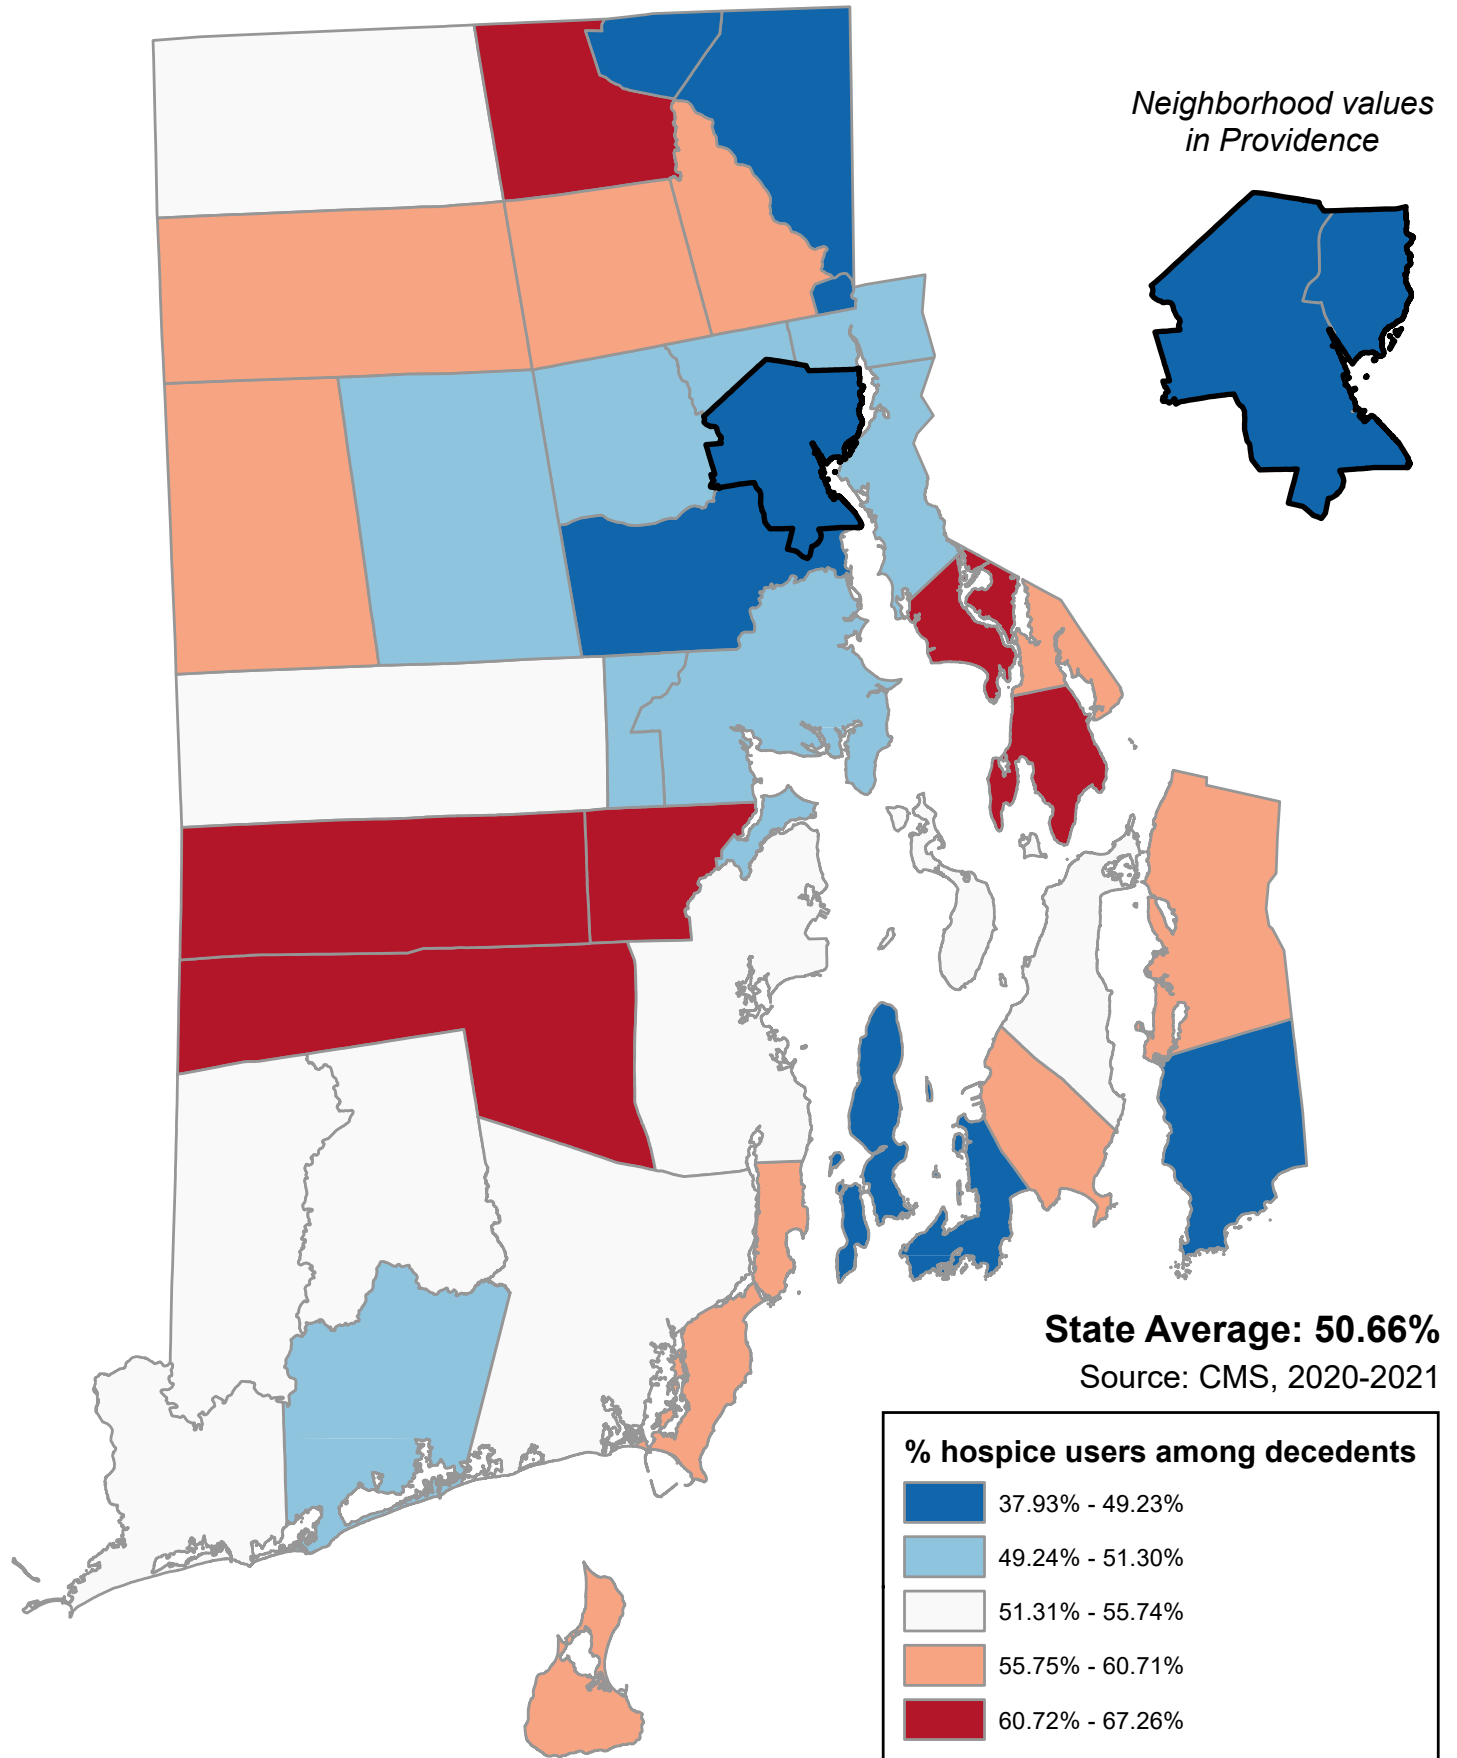 Neighborhood values
in Providence
State Average: 50.66%
Source: CMS, 2020-2021
% hospice users among decedents
37.93% - 49.23%
49.24% - 51.30%
51.31% - 55.74%
55.75% - 60.71%
60.72% - 67.26%